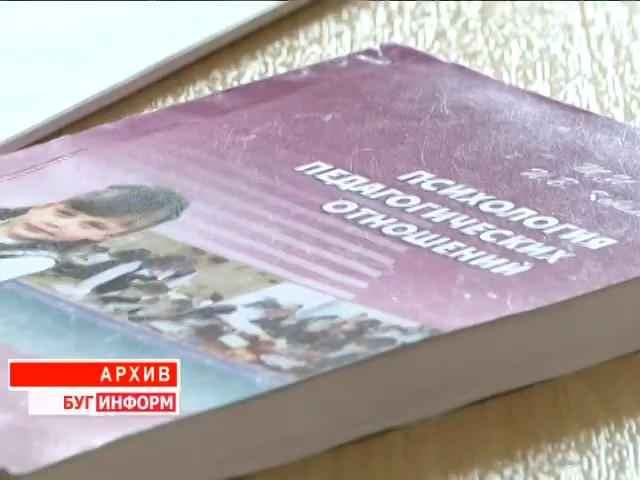 ПСИХОЛОГИЯ
ПЕДАГОГИЧЕСКИХ
ОТНОШЕНИЙ
АРХИВ
БУГ ИНФОРМ